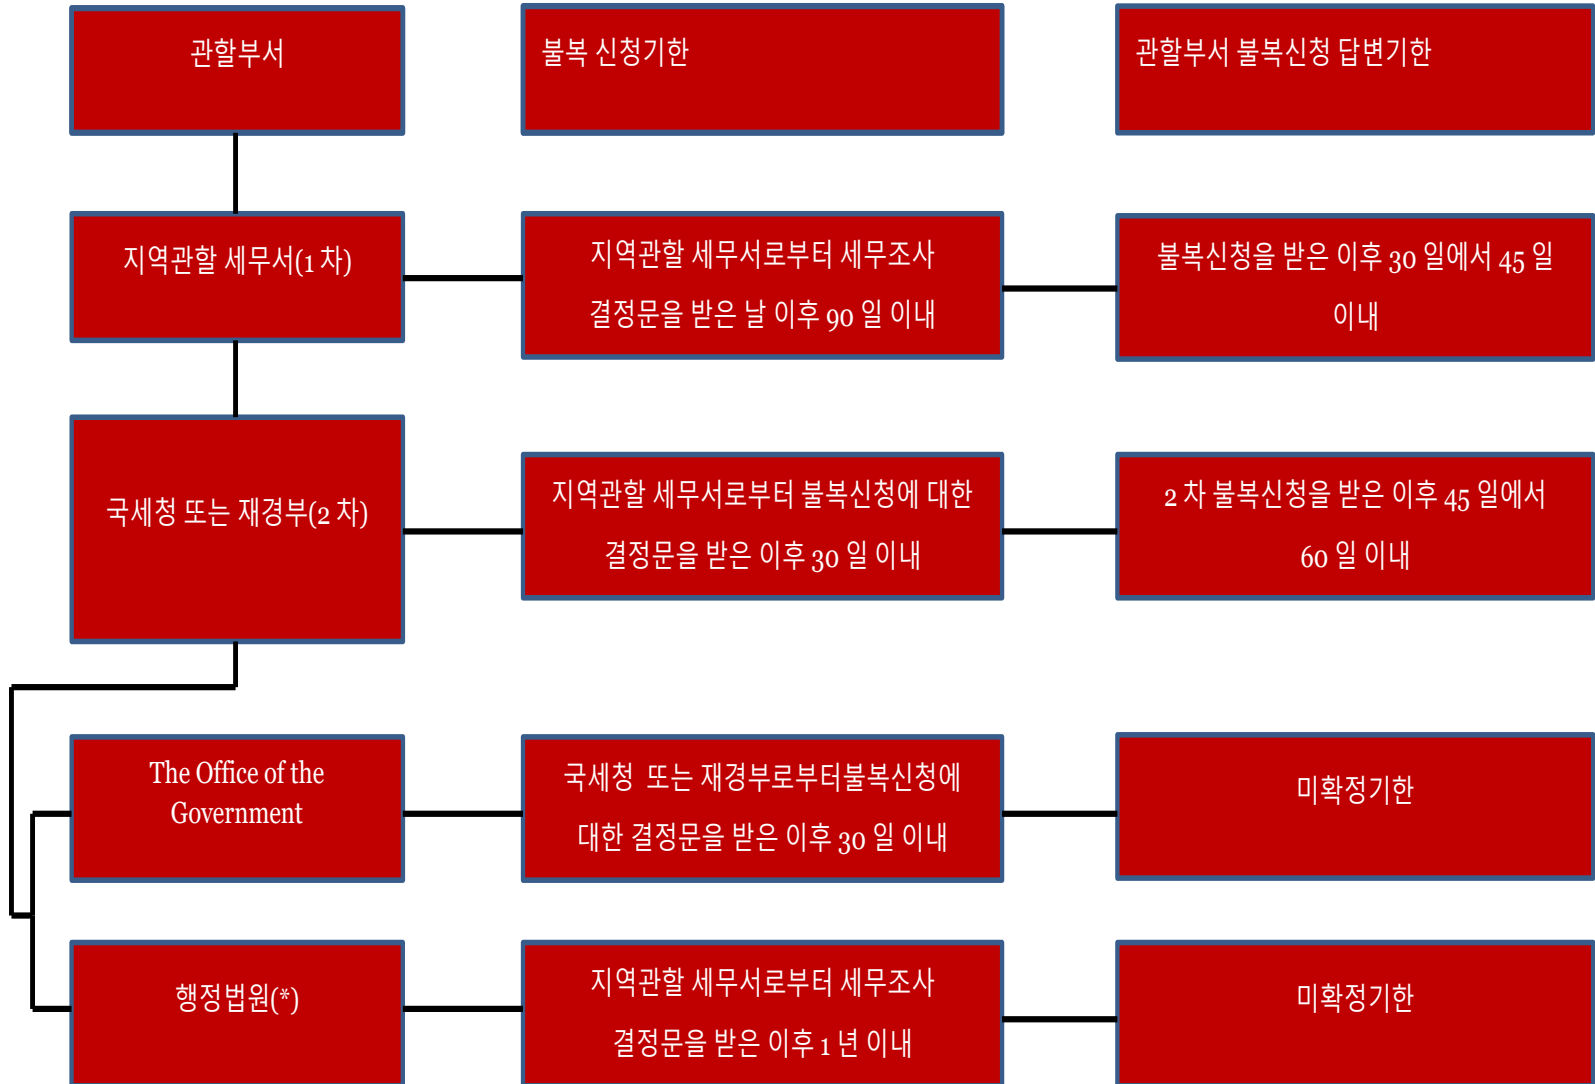 관할부서
불복 신청기한
관할부서 불복신청 답변기한
지역관할 세무서(1 차)
지역관할 세무서로부터 세무조사
결정문을 받은 날 이후 90 일 이내
불복신청을 받은 이후 30 일에서 45 일
이내
국세청 또는 재경부(2 차)
지역관할 세무서로부터 불복신청에 대한
결정문을 받은 이후 30 일 이내
2 차 불복신청을 받은 이후 45 일에서
60 일 이내
The Office of the
Government
국세청 또는 재경부로부터불복신청에
대한 결정문을 받은 이후 30 일 이내
미확정기한
행정법원(*)
지역관할 세무서로부터 세무조사
결정문을 받은 이후 1 년 이내
미확정기한